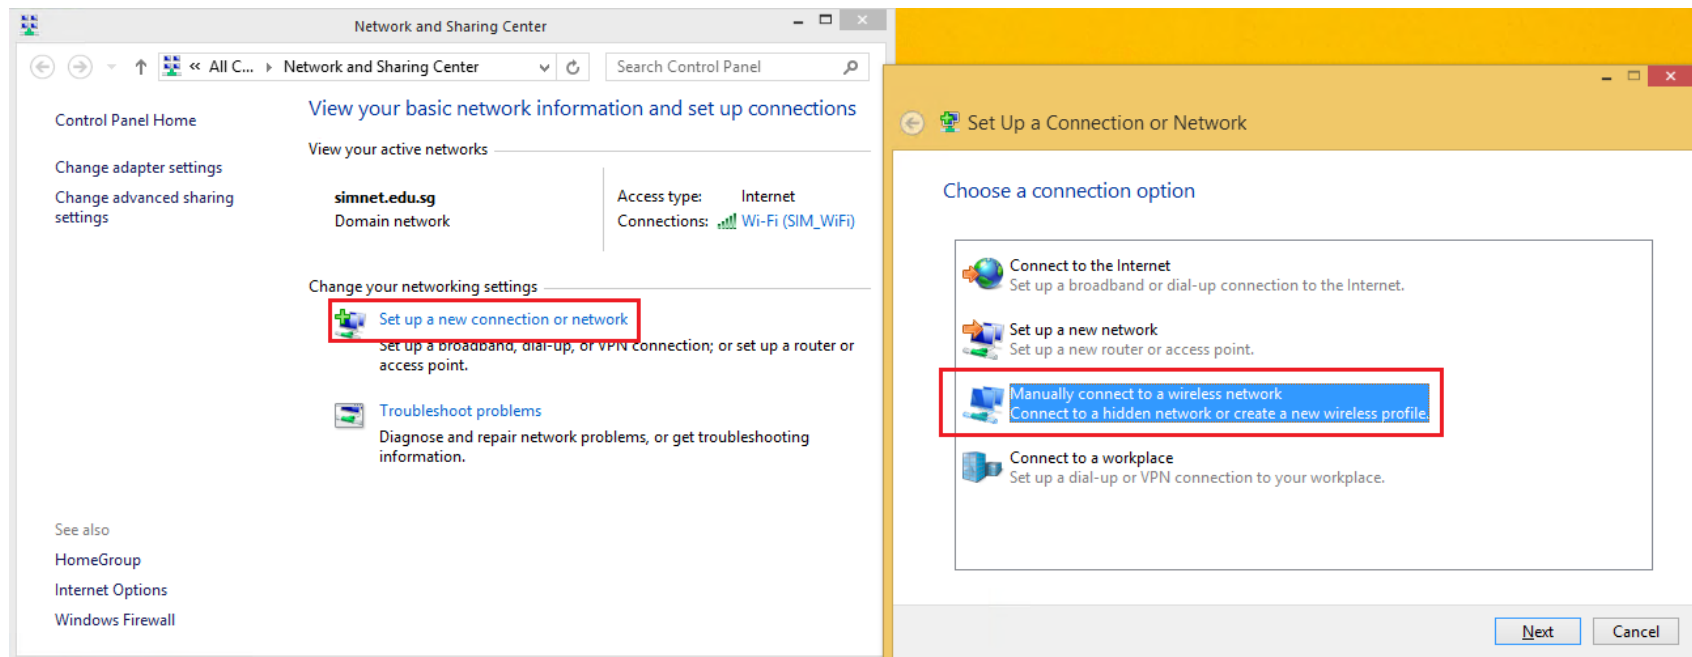 Network and Sharing Center
« All C... Network and Sharing Center
Search Control Panel
Control Panel Home
Change adapter settings
Change advanced sharing
settings
See also
HomeGroup
Internet Options
Windows Firewall
View your basic network information and set up connections
View your active networks
simnet.edu.sg
Domain network
Access type: Internet
Connections: Wi-Fi (SIM_WiFi)
Change your networking settings
Set up a new connection or network
Set up a broadband, dial-up, or VPN connection; or set up a router or
access point.
Troubleshoot problems
Diagnose and repair network problems, or get troubleshooting
information.
Set Up a Connection or Network
Choose a connection option
Connect to the Internet
Set up a broadband or dial-up connection to the Internet.
Set up a new network
Set up a new router or access point.
Manually connect to a wireless network
Connect to a hidden network or create a new wireless profile.
Connect to a workplace
Set up a dial-up or VPN connection to your workplace.
Next
Cancel